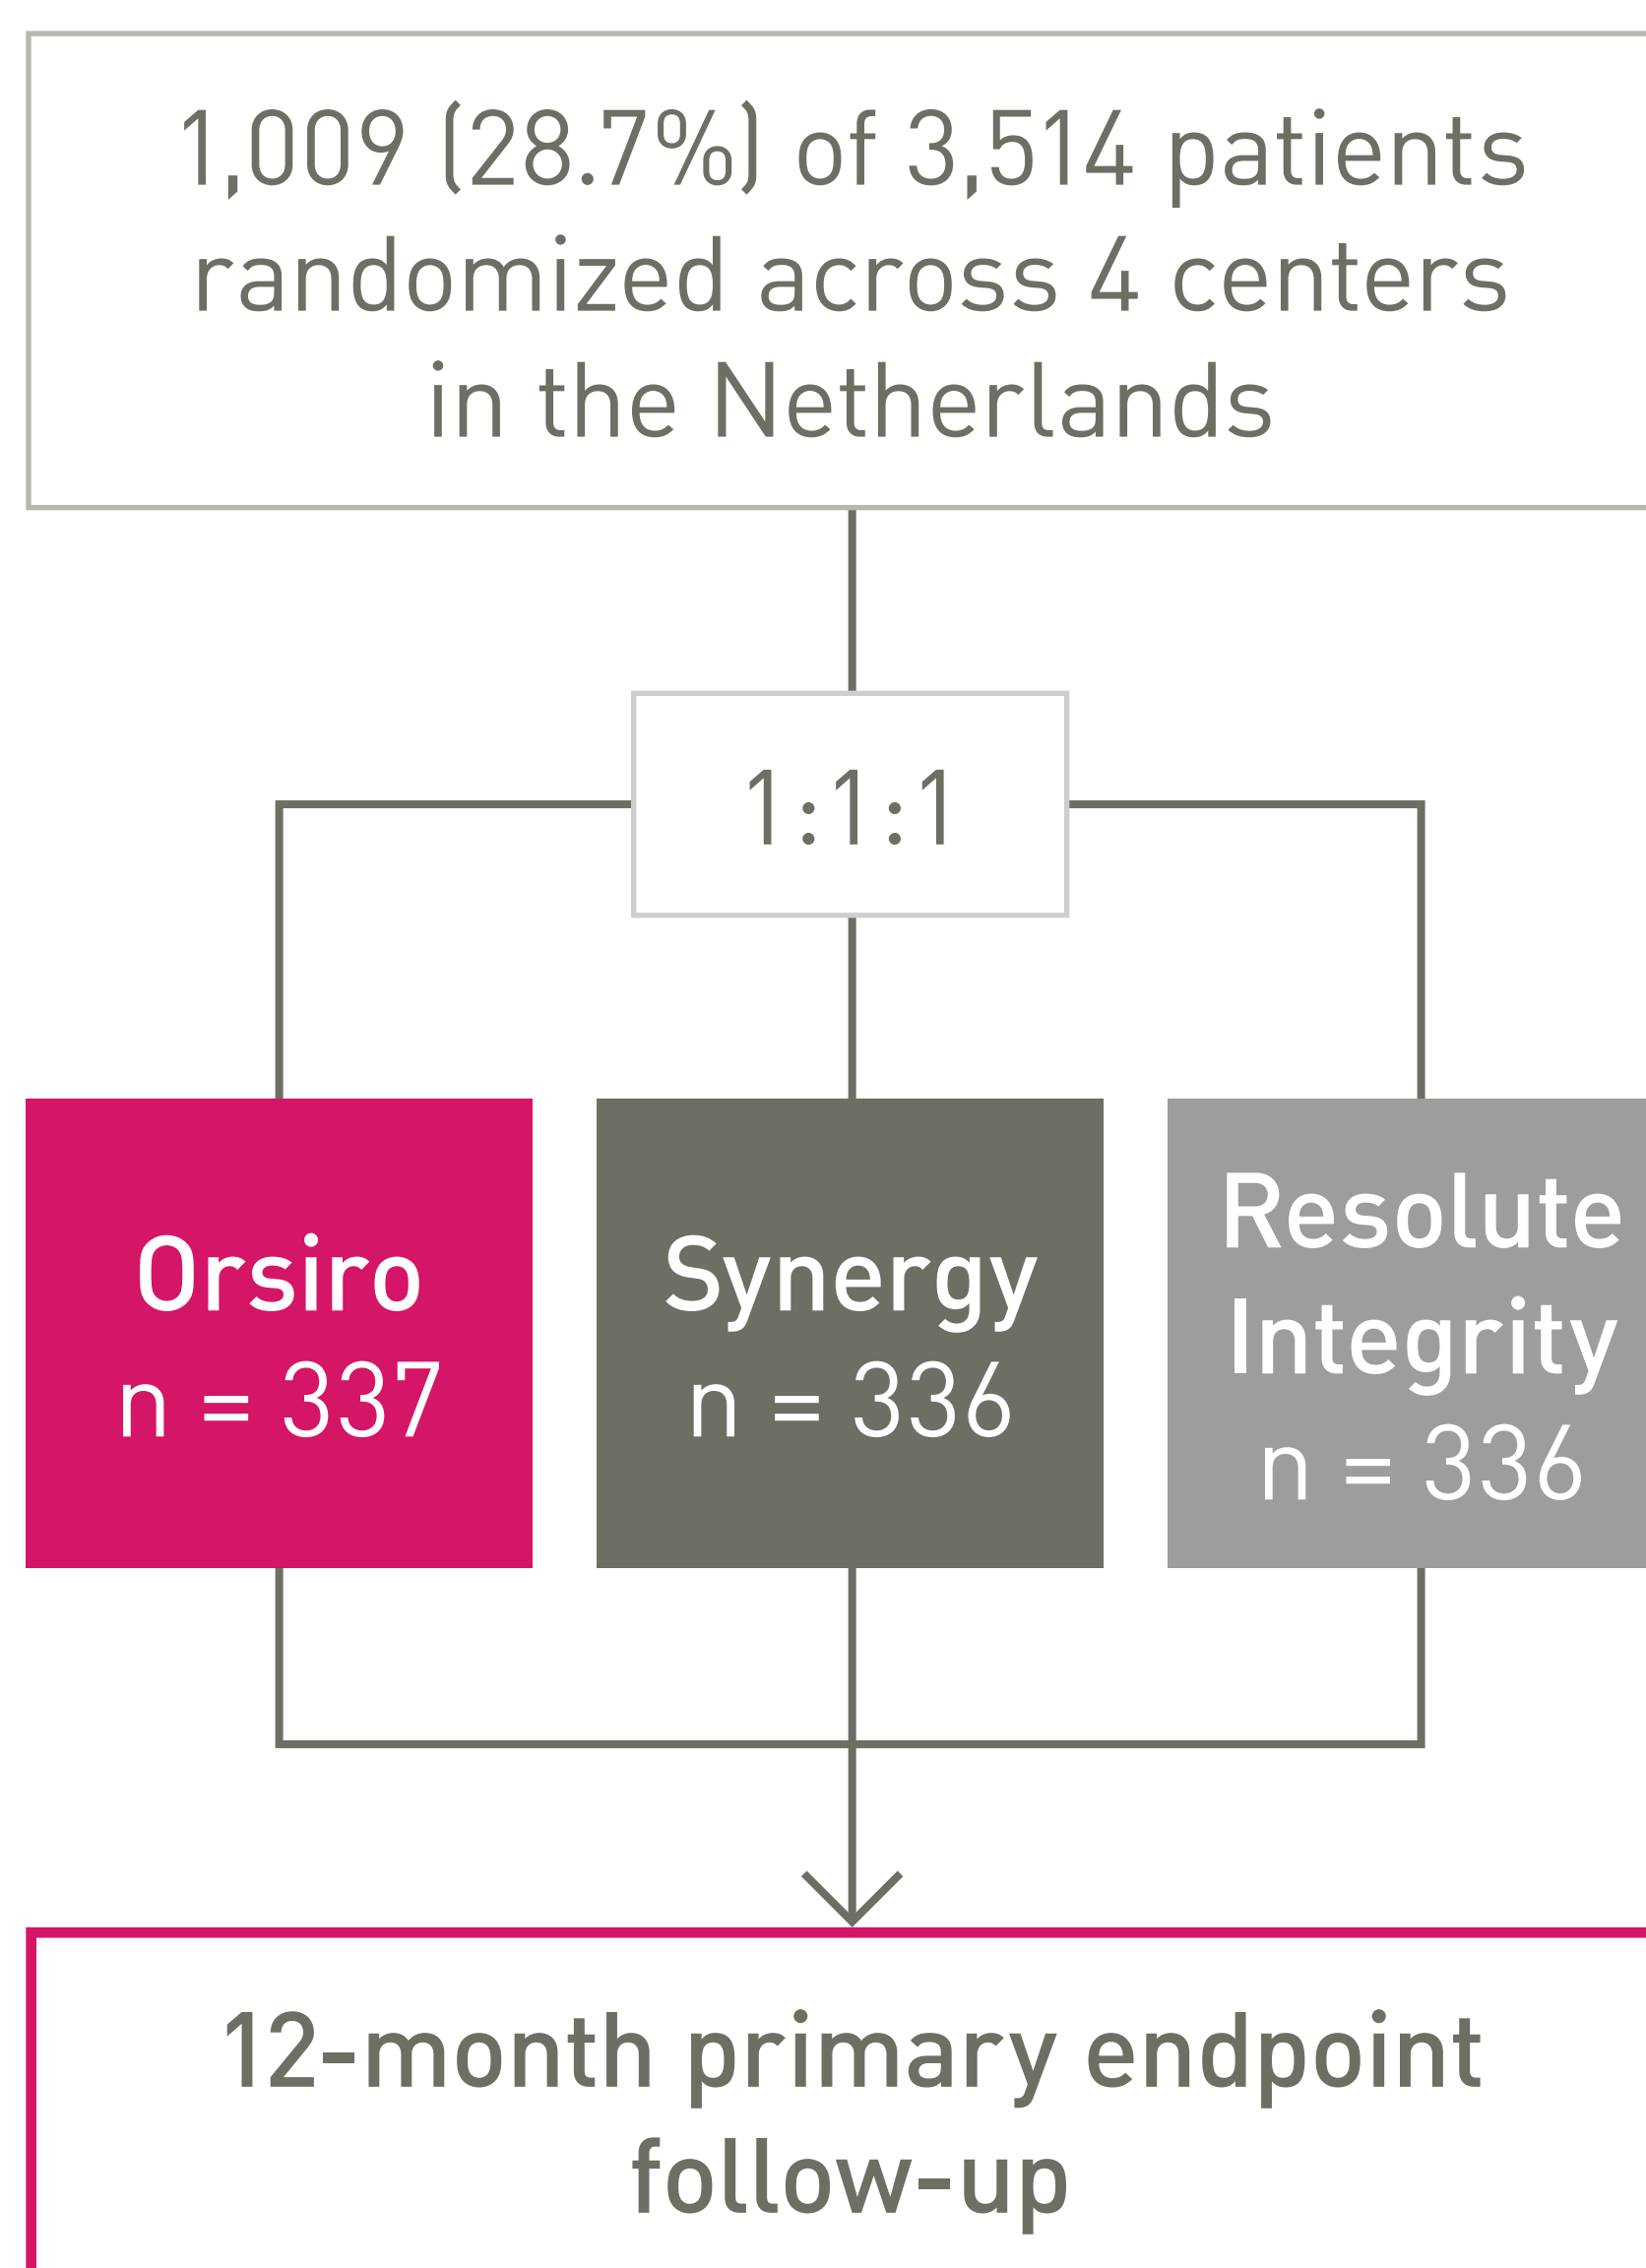 1,009 (28.7%) of 3,514 patients
randomized across 4 centers
in the Netherlands
1:1:1
Orsiro
n = 337
Synergy
n = 336
Resolute
Integrity
n = 336
12-month primary endpoint
follow-up